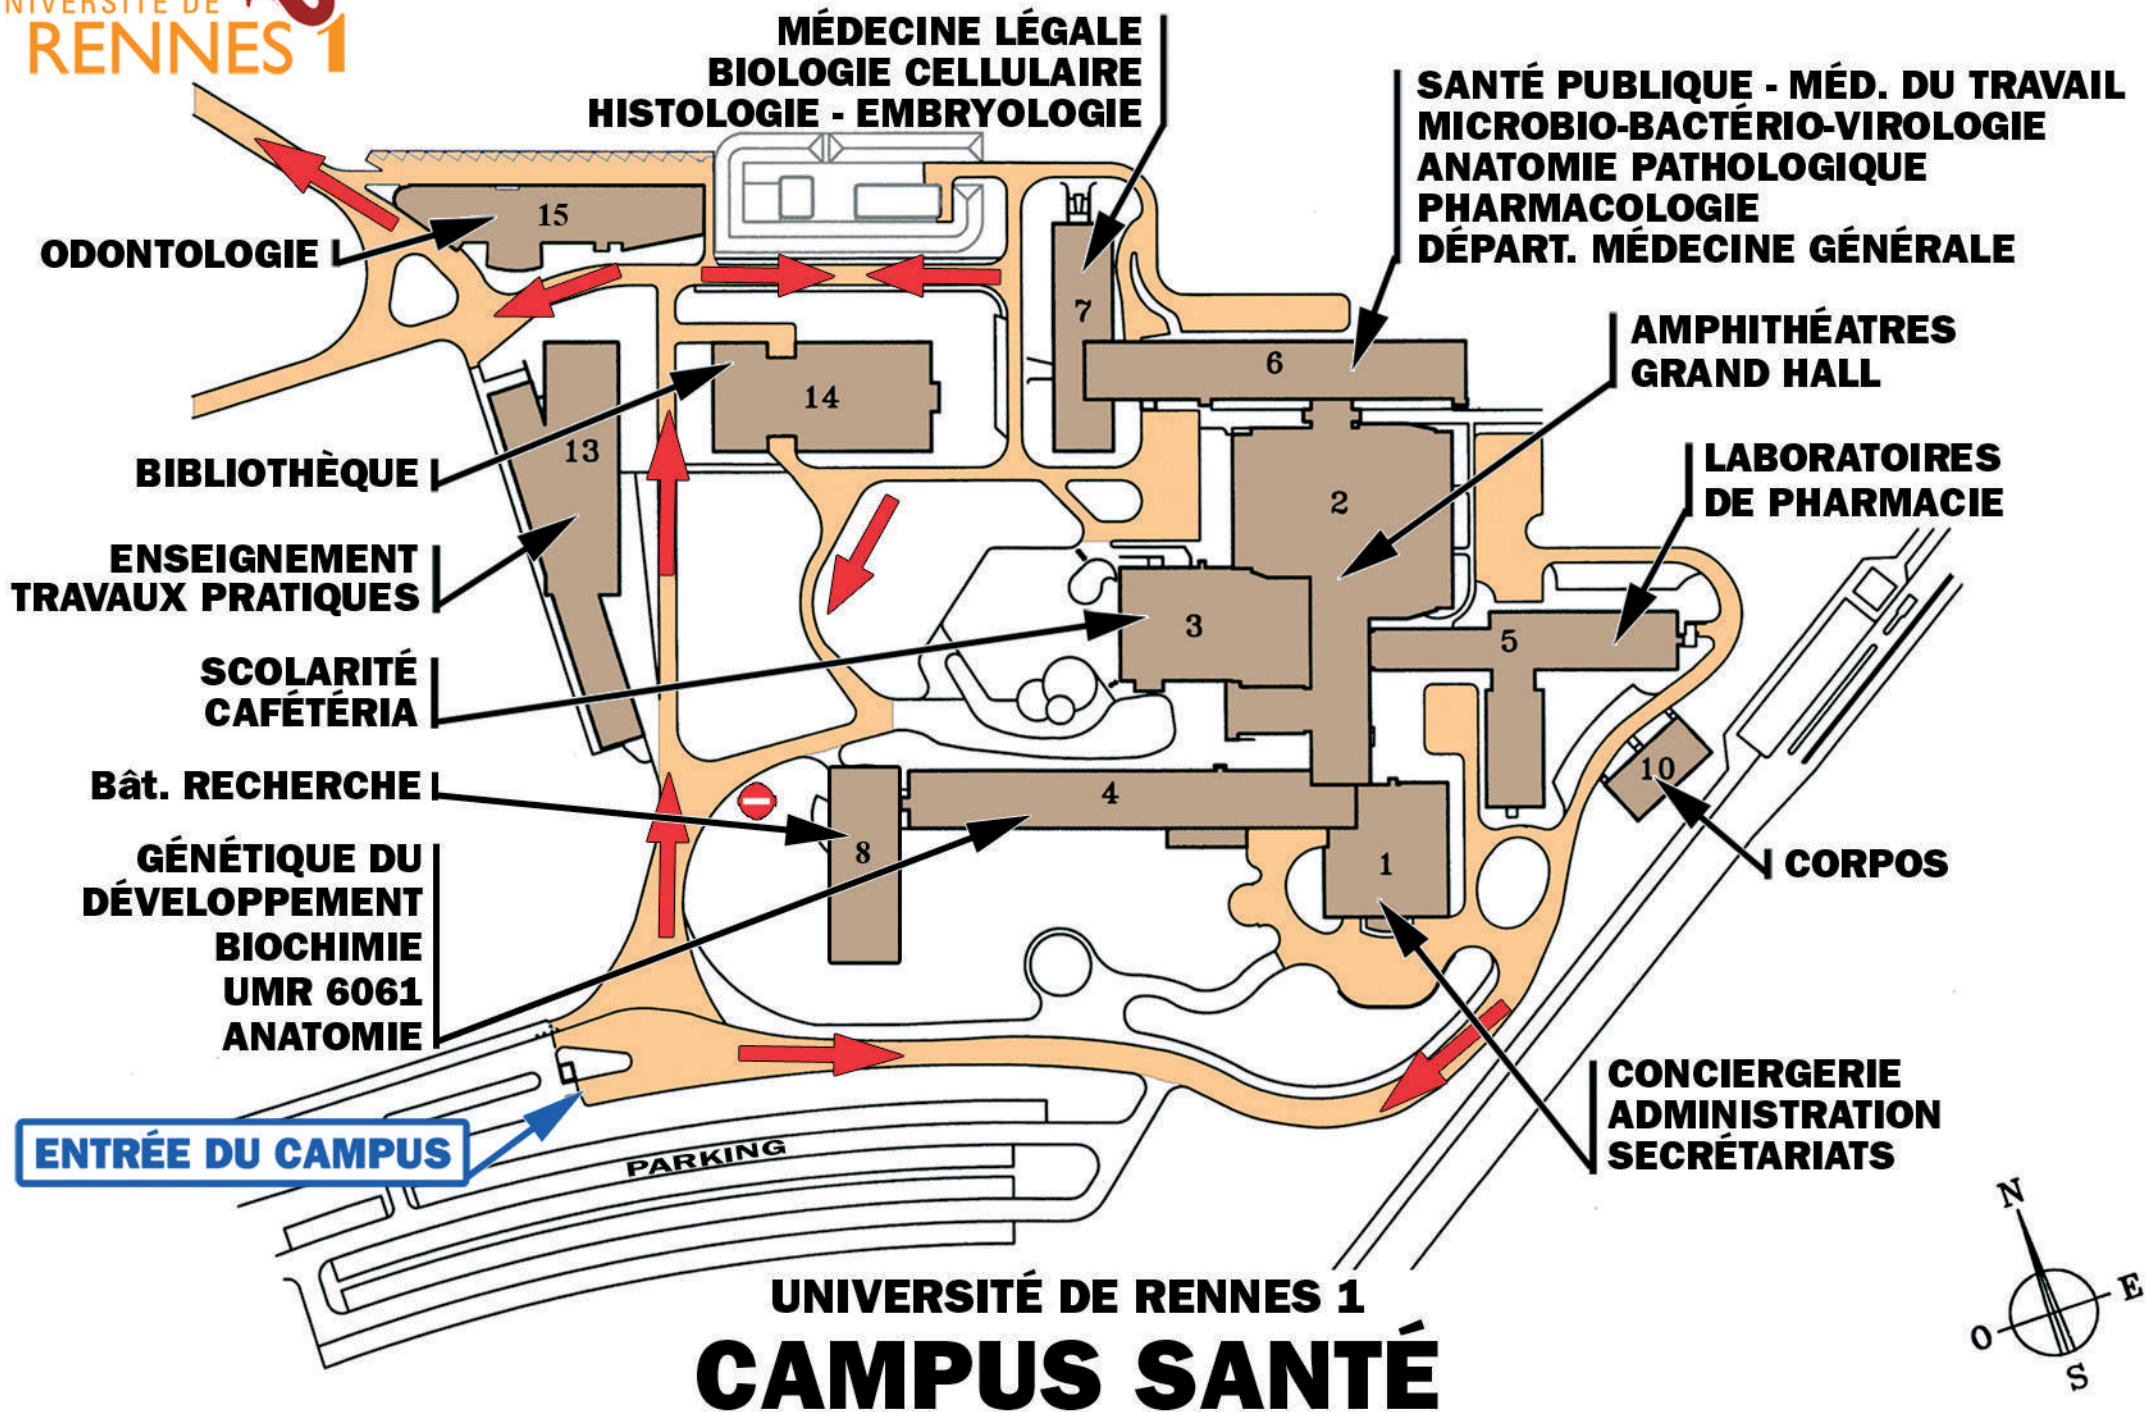 NIVERSITÉ DE
RENNES 1
MÉDECINE LÉGALE
BIOLOGIE CELLULAIRE
HISTOLOGIE - EMBRYOLOGIE
SANTÉ PUBLIQUE - MÉD. DU TRAVAIL
MICROBIO-BACTÉRIO-VIROLOGIE
ANATOMIE PATHOLOGIQUE
PHARMACOLOGIE
DÉPART. MÉDECINE GÉNÉRALE
15
ODONTOLOGIE
7
AMPHITHÉATRES
GRAND HALL
6
14
13
BIBLIOTHÈQUE
2
LABORATOIRES
DE PHARMACIE
ENSEIGNEMENT
TRAVAUX PRATIQUES
3
5
SCOLARITÉ
CAFÉTÉRIA
Bât. RECHERCHE
4
10
8
1
CORPOS
GÉNÉTIQUE DU
DÉVELOPPEMENT
BIOCHIMIE
UMR 6061
ANATOMIE
CONCIERGERIE
ADMINISTRATION
SECRÉTARIATS
ENTRÉE DU CAMPUS
PARKING
N
E
O
S
UNIVERSITÉ DE RENNES 1
CAMPUS SANTÉ